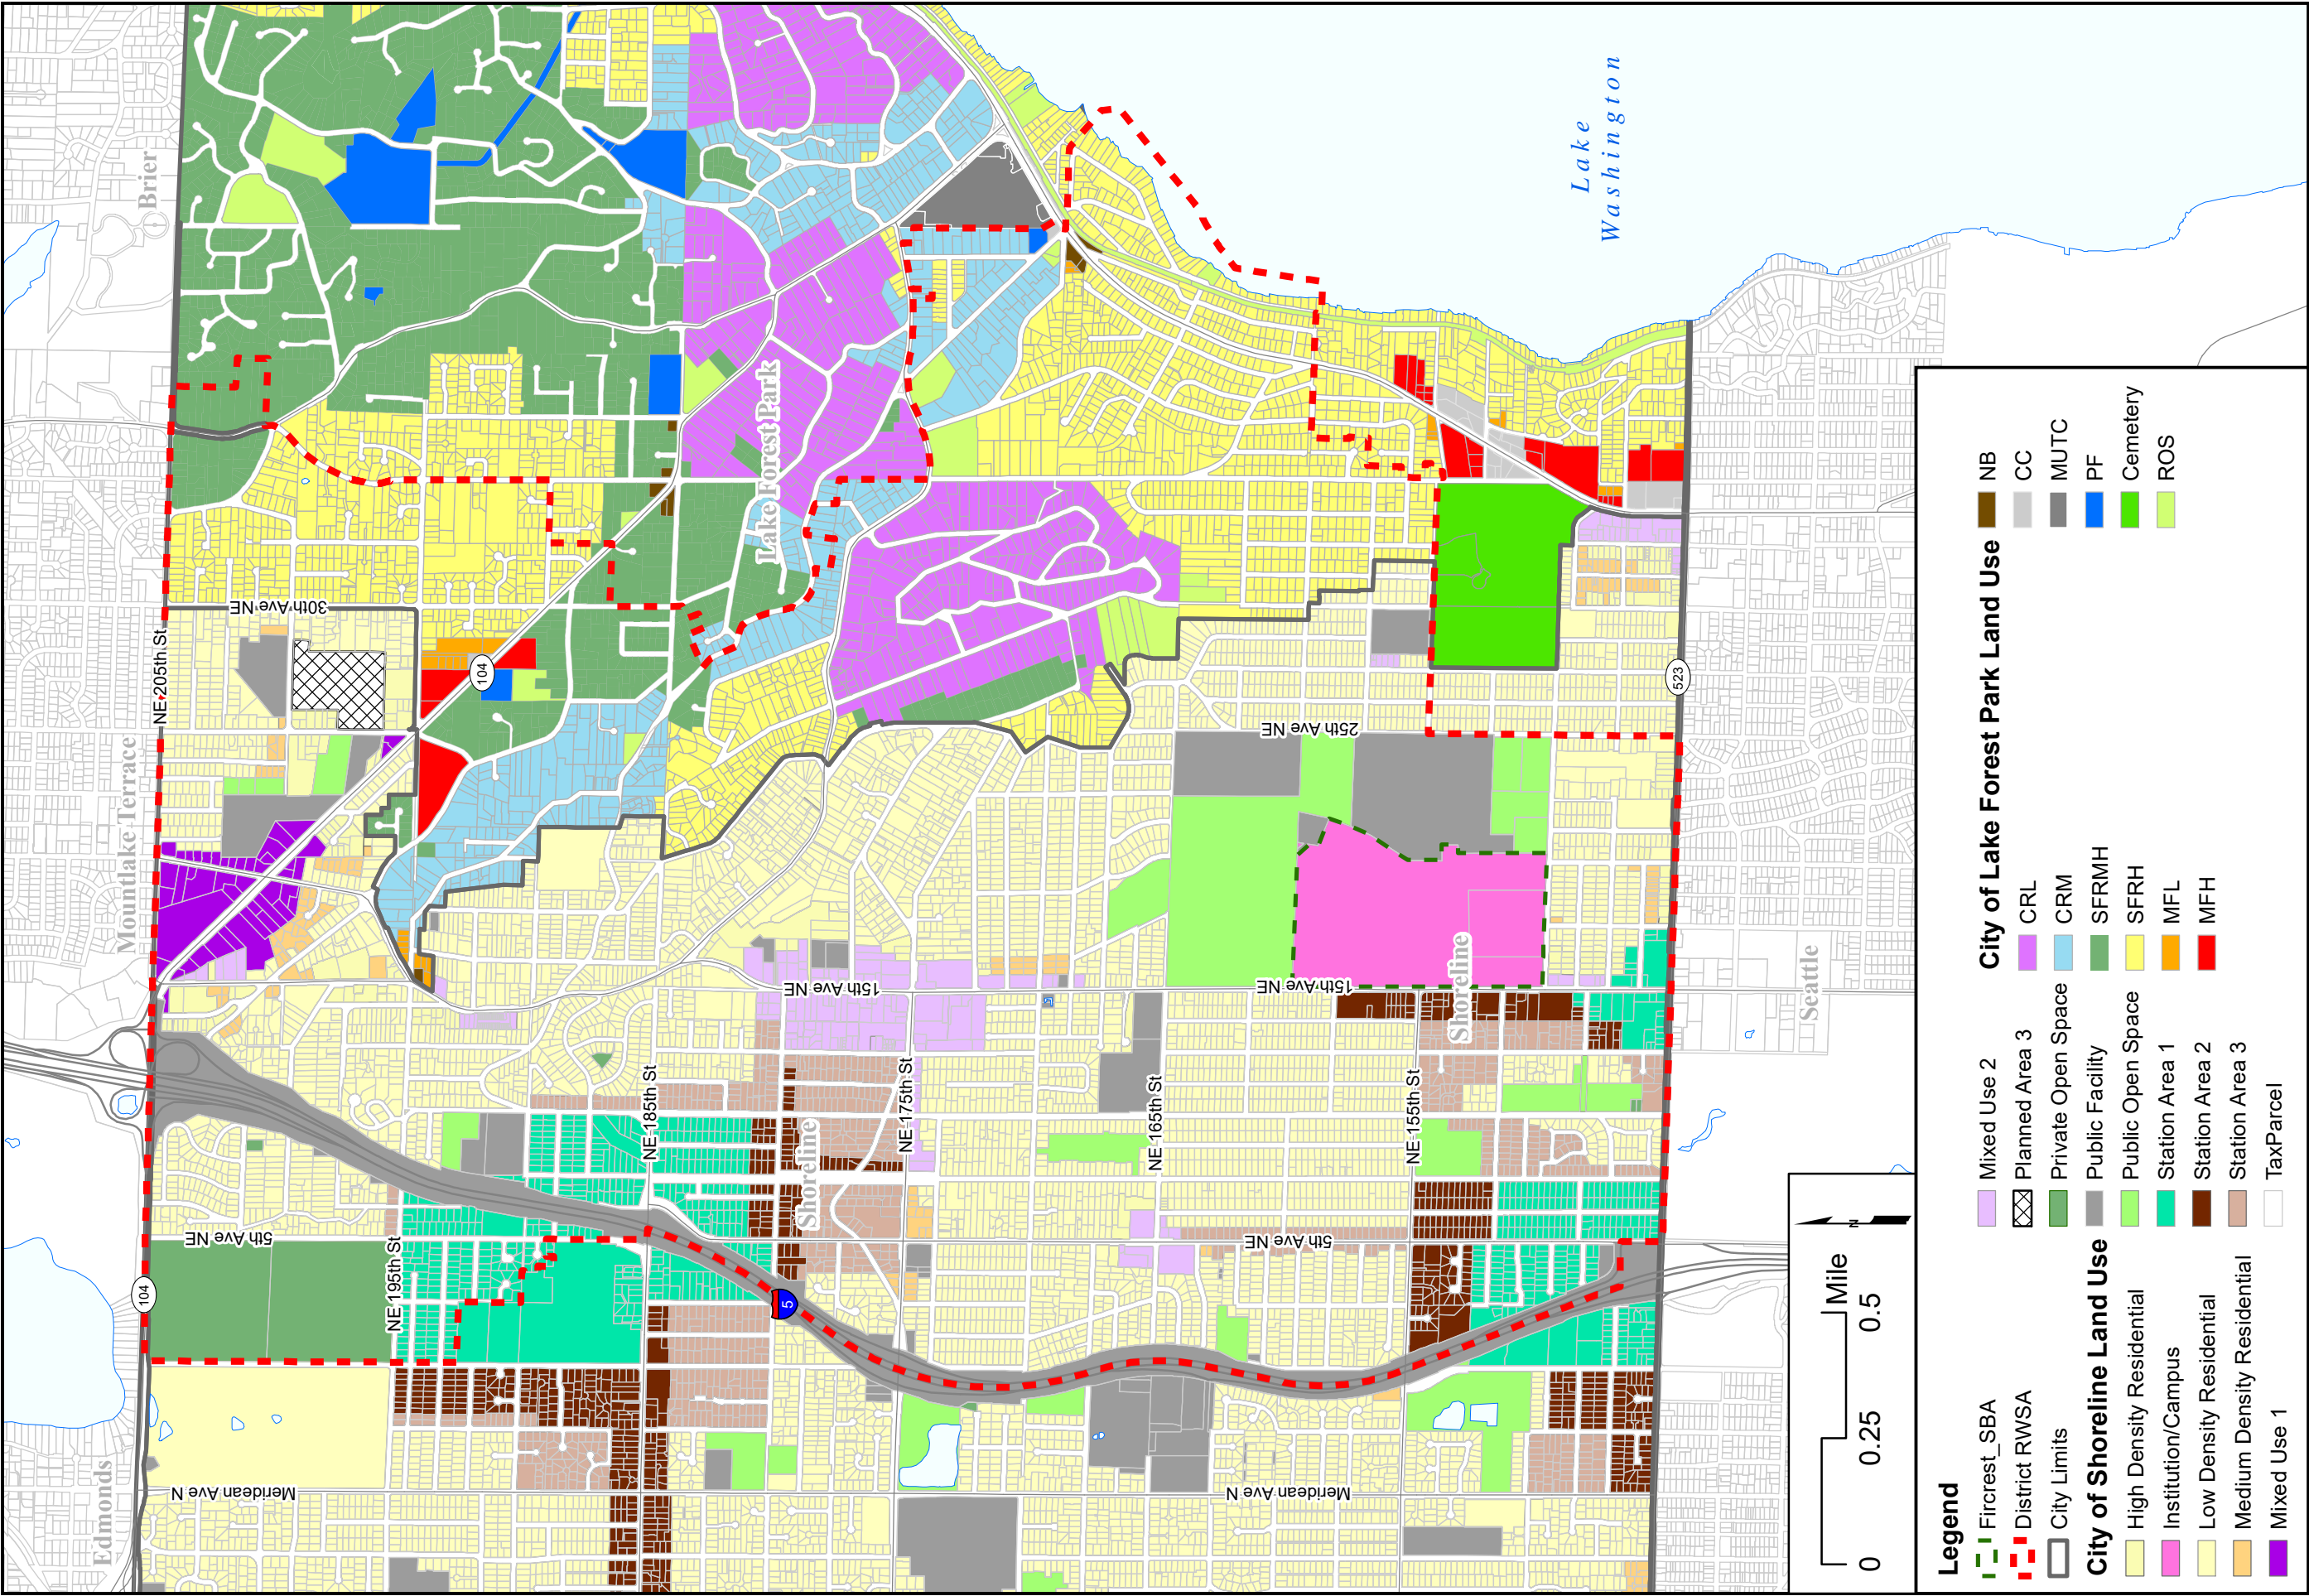 Edmonds
Mountlake Terrace
Brier
104
NE 205th St
Meridean Ave N
5th Ave NE
30th Ave NE
NE 195th St
104
Lake Forest Park
NE 185th St
Shoreline
5
15th Ave NE
NE 175th St
25th Ave NE
NE 165th St
Meridean Ave N
5th Ave NE
15th Ave NE
NE 155th St
Shoreline
523
Seattle
Lake
Washington
0 0.25 0.5
Mile
N
Legend
Fircrest_SBA
District RWSA
City Limits
City of Shoreline Land Use
High Density Residential
Institution/Campus
Low Density Residential
Medium Density Residential
Mixed Use 1
Mixed Use 2
Planned Area 3
Private Open Space
Public Facility
Public Open Space
Station Area 1
Station Area 2
Station Area 3
TaxParcel
City of Lake Forest Park Land Use
CRL
CRM
SFRMH
SFRH
MFL
MFH
NB
CC
MUTC
PF
Cemetery
ROS